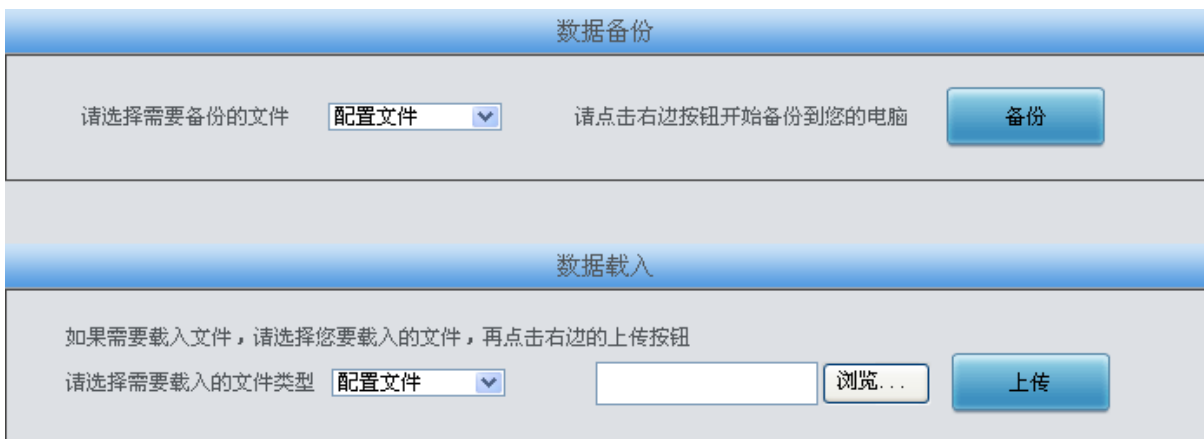 数据备份
请选择需要备份的文件 配置文件 请点击右边按钮开始备份到您的电脑 备份
数据载入
如果需要载入文件，请选择您要载入的文件，再点击右边的上传按钮
请选择需要载入的文件类型 配置文件 浏览... 上传